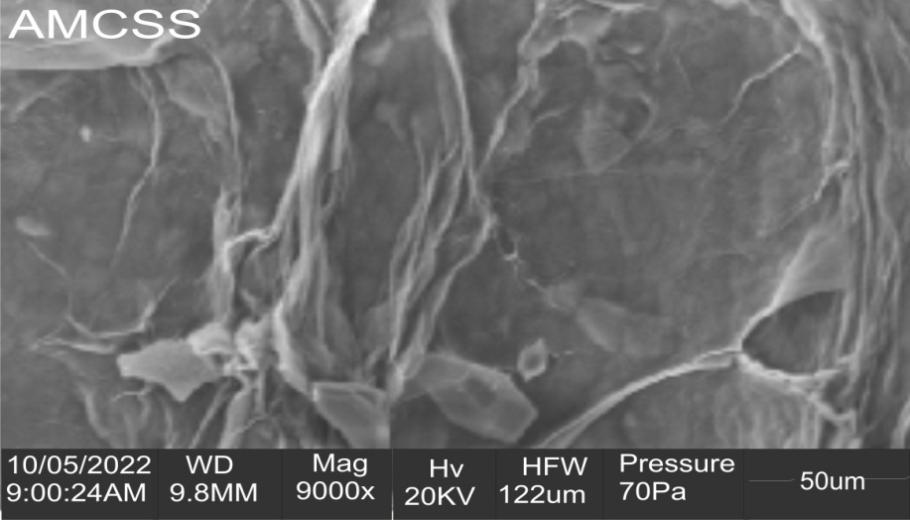 AMCSS
10/05/2022 WD Mag Hv HFW Pressure 50um
9:00:24AM 9.8MM 9000x 20KV 122um 70Pa